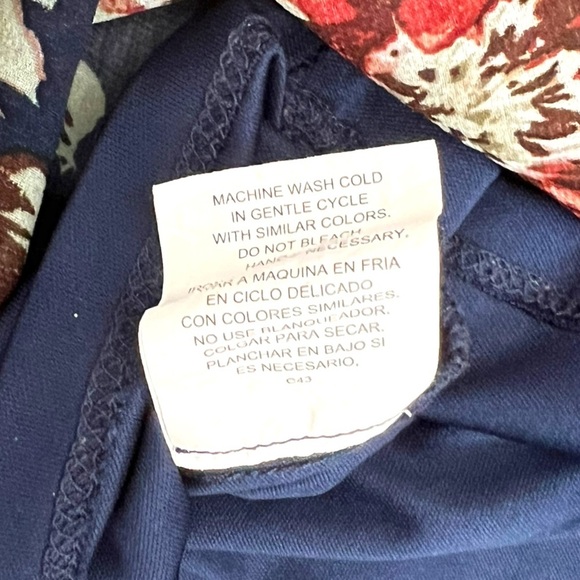 MACHINE WASH COLD
IN GENTLE CYCLE
WITH SIMILAR COLORS.
DO NOT BLEACH
NECESSARY.
A MAQUINA EN FRIA
EN CICLO DELICADO
CON COLORES SIMILARES.
NO USE BLANQUEADOR.
COLGAR PARA SECAR.
PLANCHAR EN BAJO SI
ES NECESARIO.
C43